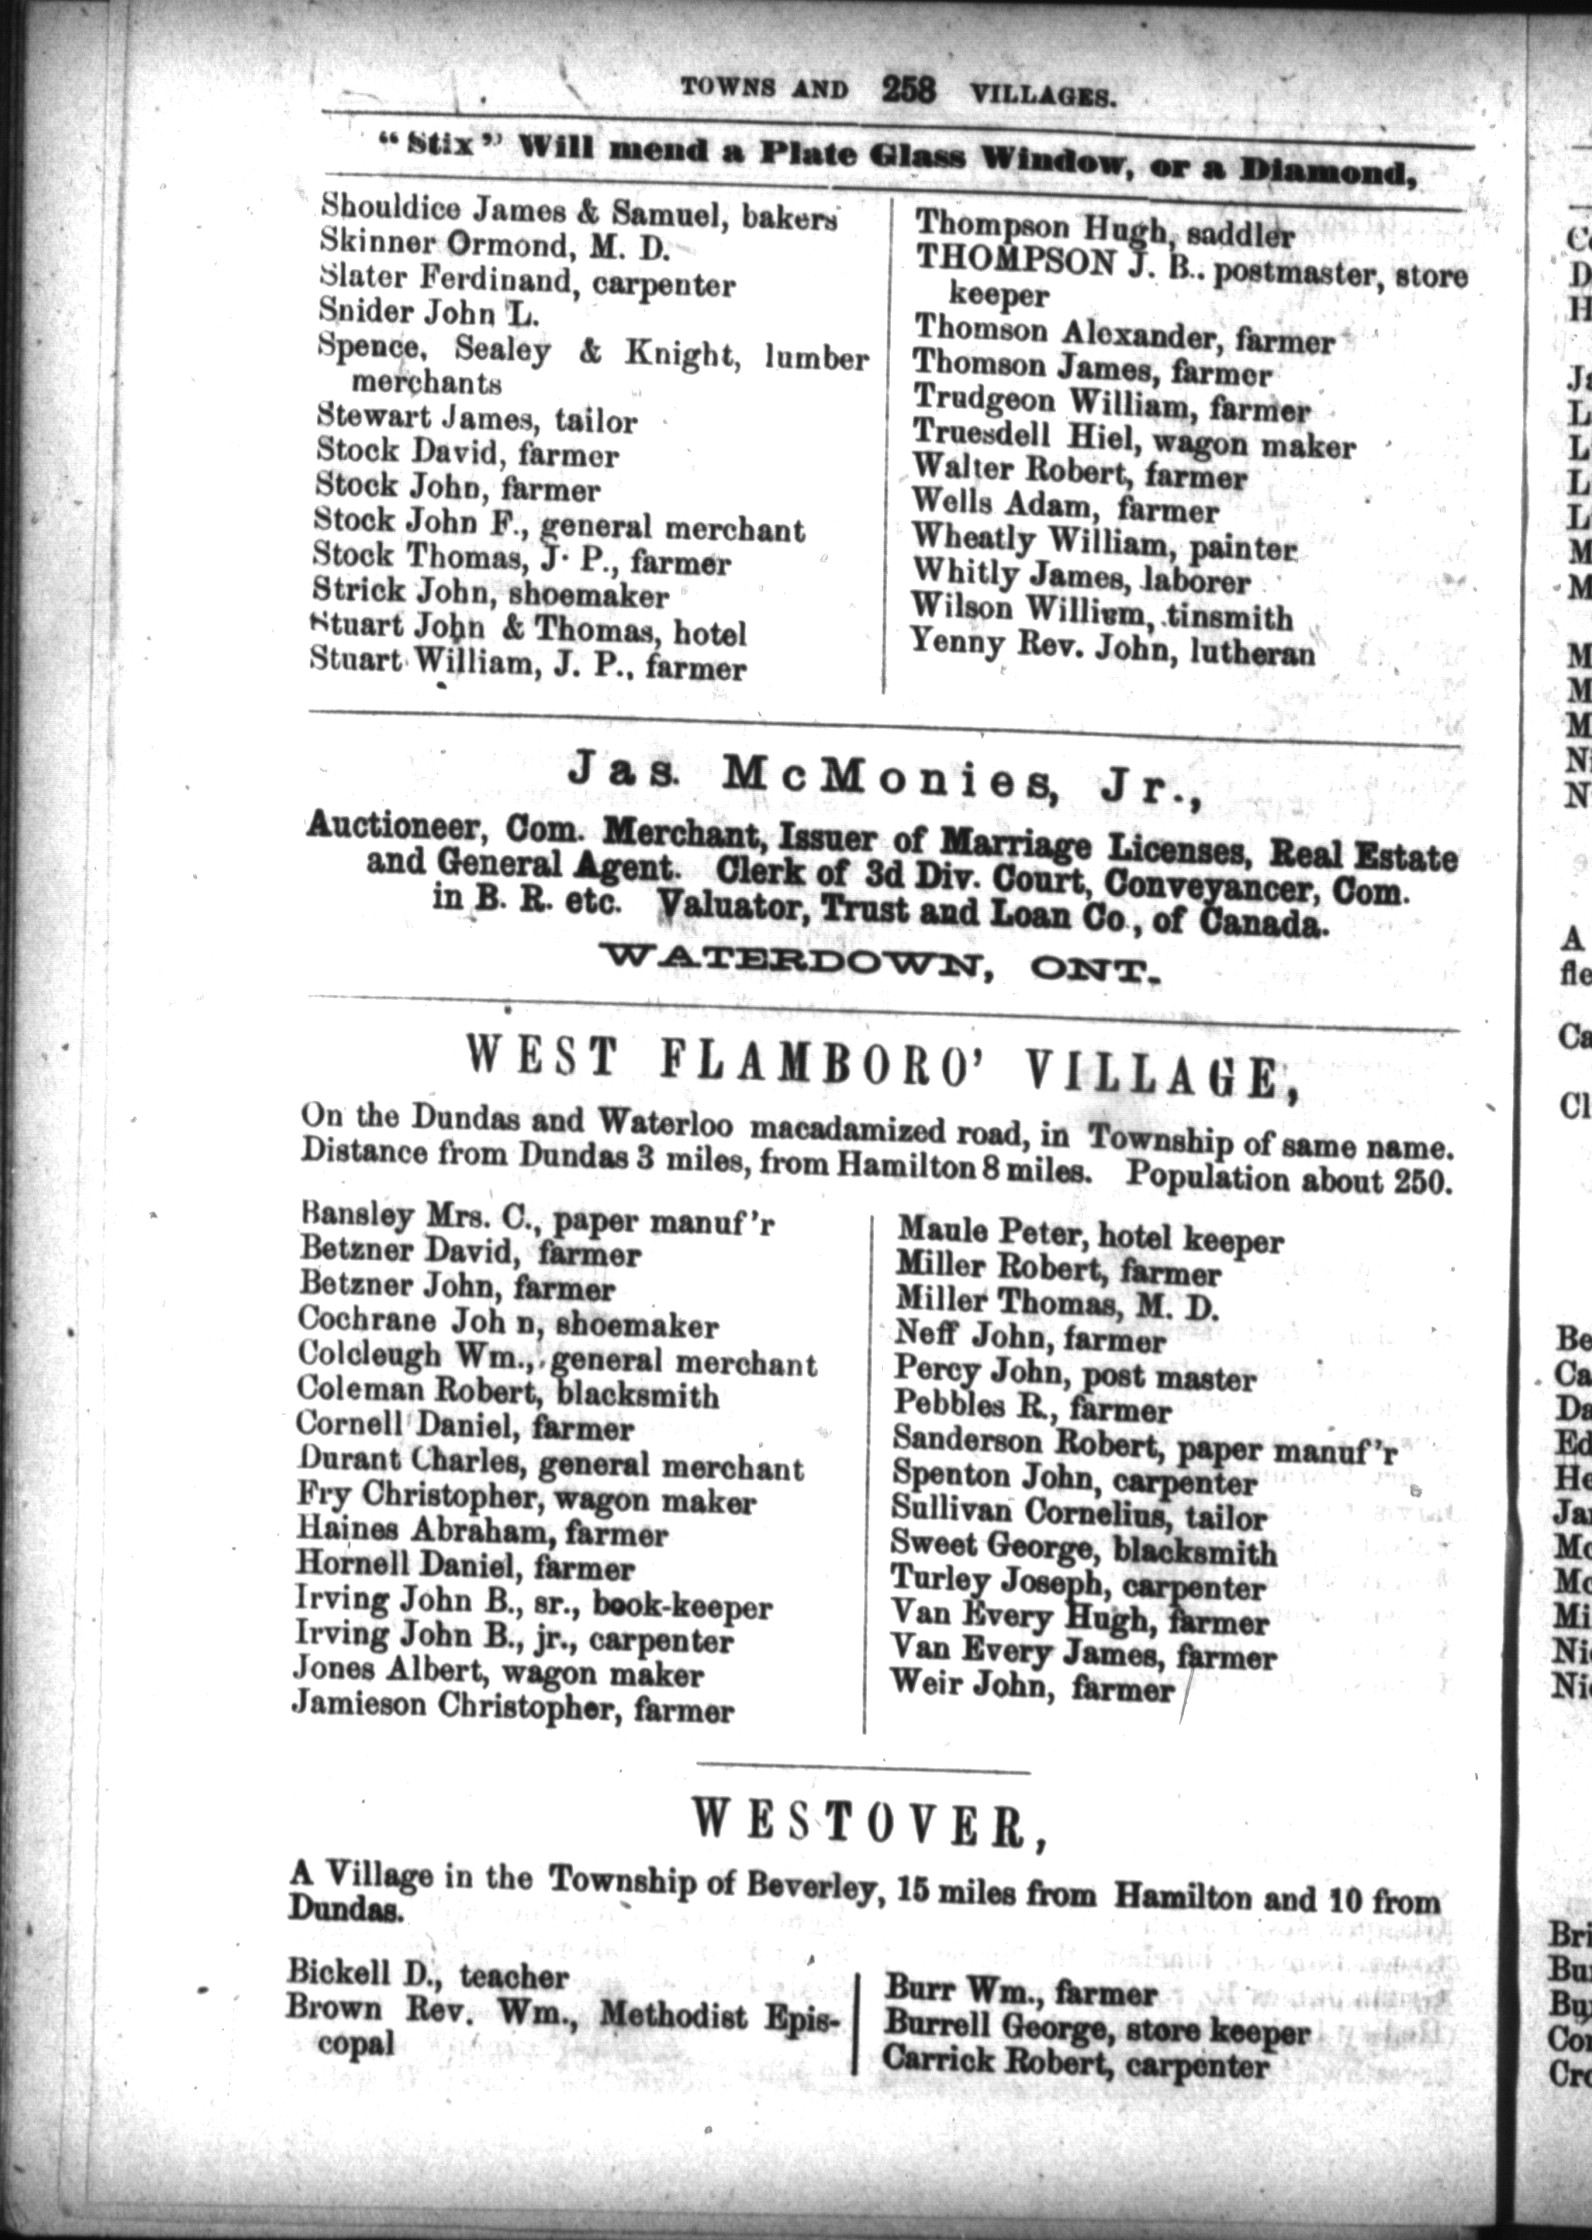 TOWNS AND 258 VILLAGES.
"Stix" Will mend a Plate Glass Window, or a Diamond,
Shouldice James & Samuel, bakers
Skinner Ormond, M. D.
Slater Ferdinand, carpenter
Snider John L.
Spence, Sealey & Knight, lumber
merchants
Stewart James, tailor
Stock David, farmer
Stock John, farmer
Stock John F., general merchant
Stock Thomas, J. P., farmer
Strick John, shoemaker
Stuart John & Thomas, hotel
Stuart William, J. P., farmer
Thompson Hugh, saddler
THOMPSON J. B.. postmaster, store
keeper
Thomson Alexander, farmer
Thomson James, farmer
Trudgeon William, farmer
Truesdell Hiel, wagon maker
Walter Robert, farmer
Wells Adam, farmer
Wheatly William, painter
Whitly James, laborer
Wilson William, tinsmith
Yenny Rev. John, lutheran
Jas. McMonies, Jr.,
Auctioneer, Com. Merchant, Issuer of Marriage Licenses, Real Estate
and General Agent. Clerk of 3d Div. Court, Conveyancer, Com.
in B. R. etc. Valuator, Trust and Loan Co., of Canada.
WATERDOWN, ONT.
WEST FLAMBORO' VILLAGE,
On the Dundas and Waterloo macadamized road, in Township of same name.
Distance from Dundas 3 miles, from Hamilton 8 miles. Population about 250.
Bansley Mrs. C., paper manuf'r
Betzner David, farmer
Betzner John, farmer
Cochrane Joh n, shoemaker
Colcleugh Wm., general merchant
Coleman Robert, blacksmith
Cornell Daniel, farmer
Durant Charles, general merchant
Fry Christopher, wagon maker
Haines Abraham, farmer
Hornell Daniel, farmer
Irving John B., sr., book-keeper
Irving John B., jr., carpenter
Jones Albert, wagon maker
Jamieson Christopher, farmer
Maule Peter, hotel keeper
Miller Robert, farmer
Miller Thomas, M. D.
Neff John, farmer
Percy John, post master
Pebbles R., farmer
Sanderson Robert, paper manuf'r
Spenton John, carpenter
Sullivan Cornelius, tailor
Sweet George, blacksmith
Turley Joseph, carpenter
Van Every Hugh, farmer
Van Every James, farmer
Weir John, farmer
WESTOVER,
A Village in the Township of Beverley, 15 miles from Hamilton and 10 from
Dundas.
Bickell D., teacher
Brown Rev. Wm., Methodist Epis-
copal
Burr Wm., farmer
Burrell George, store keeper
Carrick Robert, carpenter